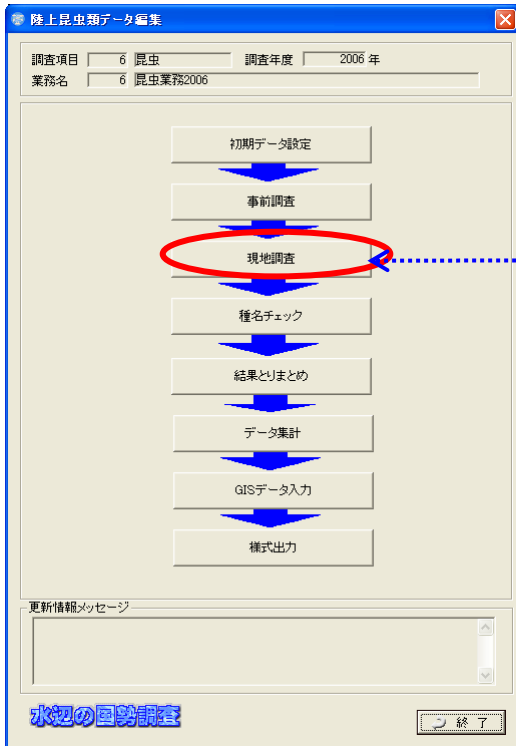 陸上昆虫類データ編集
調査項目 6 昆虫 調査年度 2006 年
業務名 6 昆虫業務2006
初期データ設定
事前調査
現地調査
種名チェック
結果とりまとめ
データ集計
GISデータ入力
様式出力
更新情報メッセージ
水辺の国勢調査
終 了